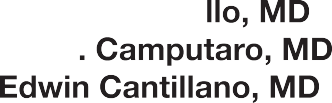 llo, MD
. Camputaro, MD
Edwin Cantillano, MD